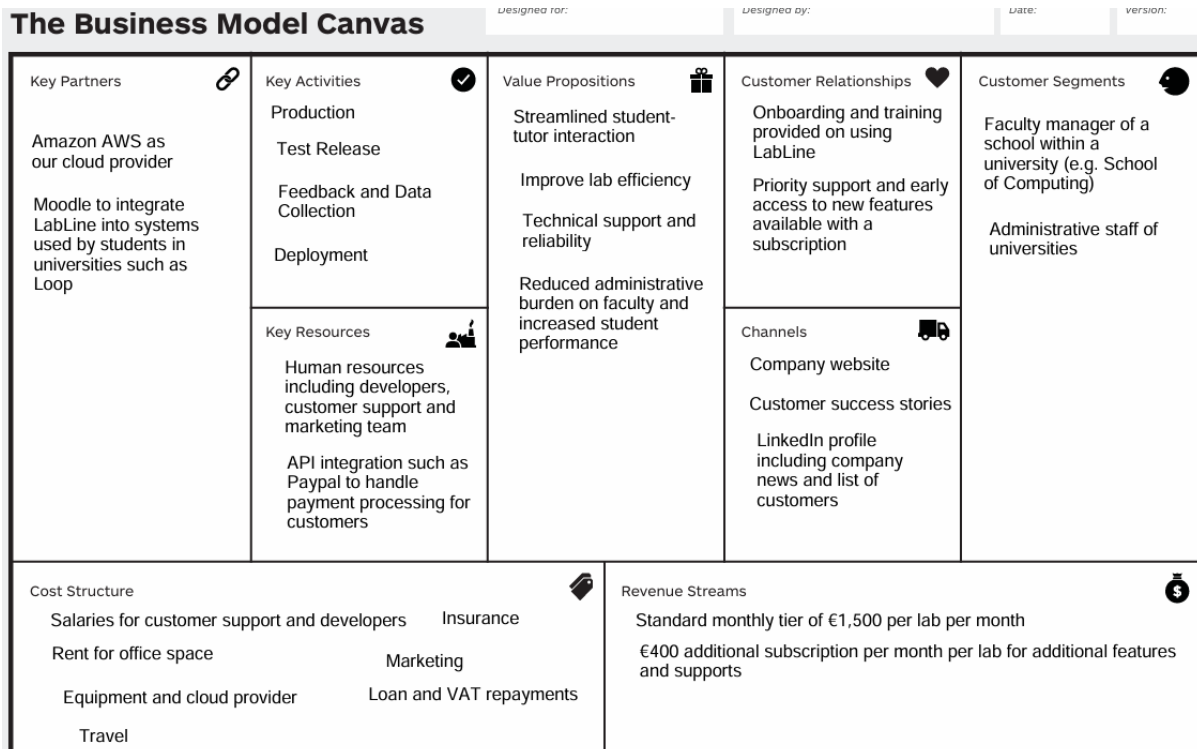 The Business Model Canvas
Designed for:
Designed by:
Date:
Version:
Key Partners
Amazon AWS as
our cloud provider
Moodle to integrate
LabLine into systems
used by students in
universities such as
Loop
Key Activities
Production
Test Release
Feedback and Data
Collection
Deployment
Key Resources
Human resources
including developers,
customer support and
marketing team
API integration such as
Paypal to handle
payment processing for
customers
Value Propositions
Streamlined student-
tutor interaction
Improve lab efficiency
Technical support and
reliability
Reduced administrative
burden on faculty and
increased student
performance
Customer Relationships
Onboarding and training
provided on using
LabLine
Priority support and early
access to new features
available with a
subscription
Channels
Company website
Customer success stories
LinkedIn profile
including company
news and list of
customers
Customer Segments
Faculty manager of a
school within a
university (e.g. School
of Computing)
Administrative staff of
universities
Cost Structure
Salaries for customer support and developers
Insurance
Rent for office space
Marketing
Equipment and cloud provider
Loan and VAT repayments
Travel
Revenue Streams
$
Standard monthly tier of €1,500 per lab per month
€400 additional subscription per month per lab for additional features
and supports